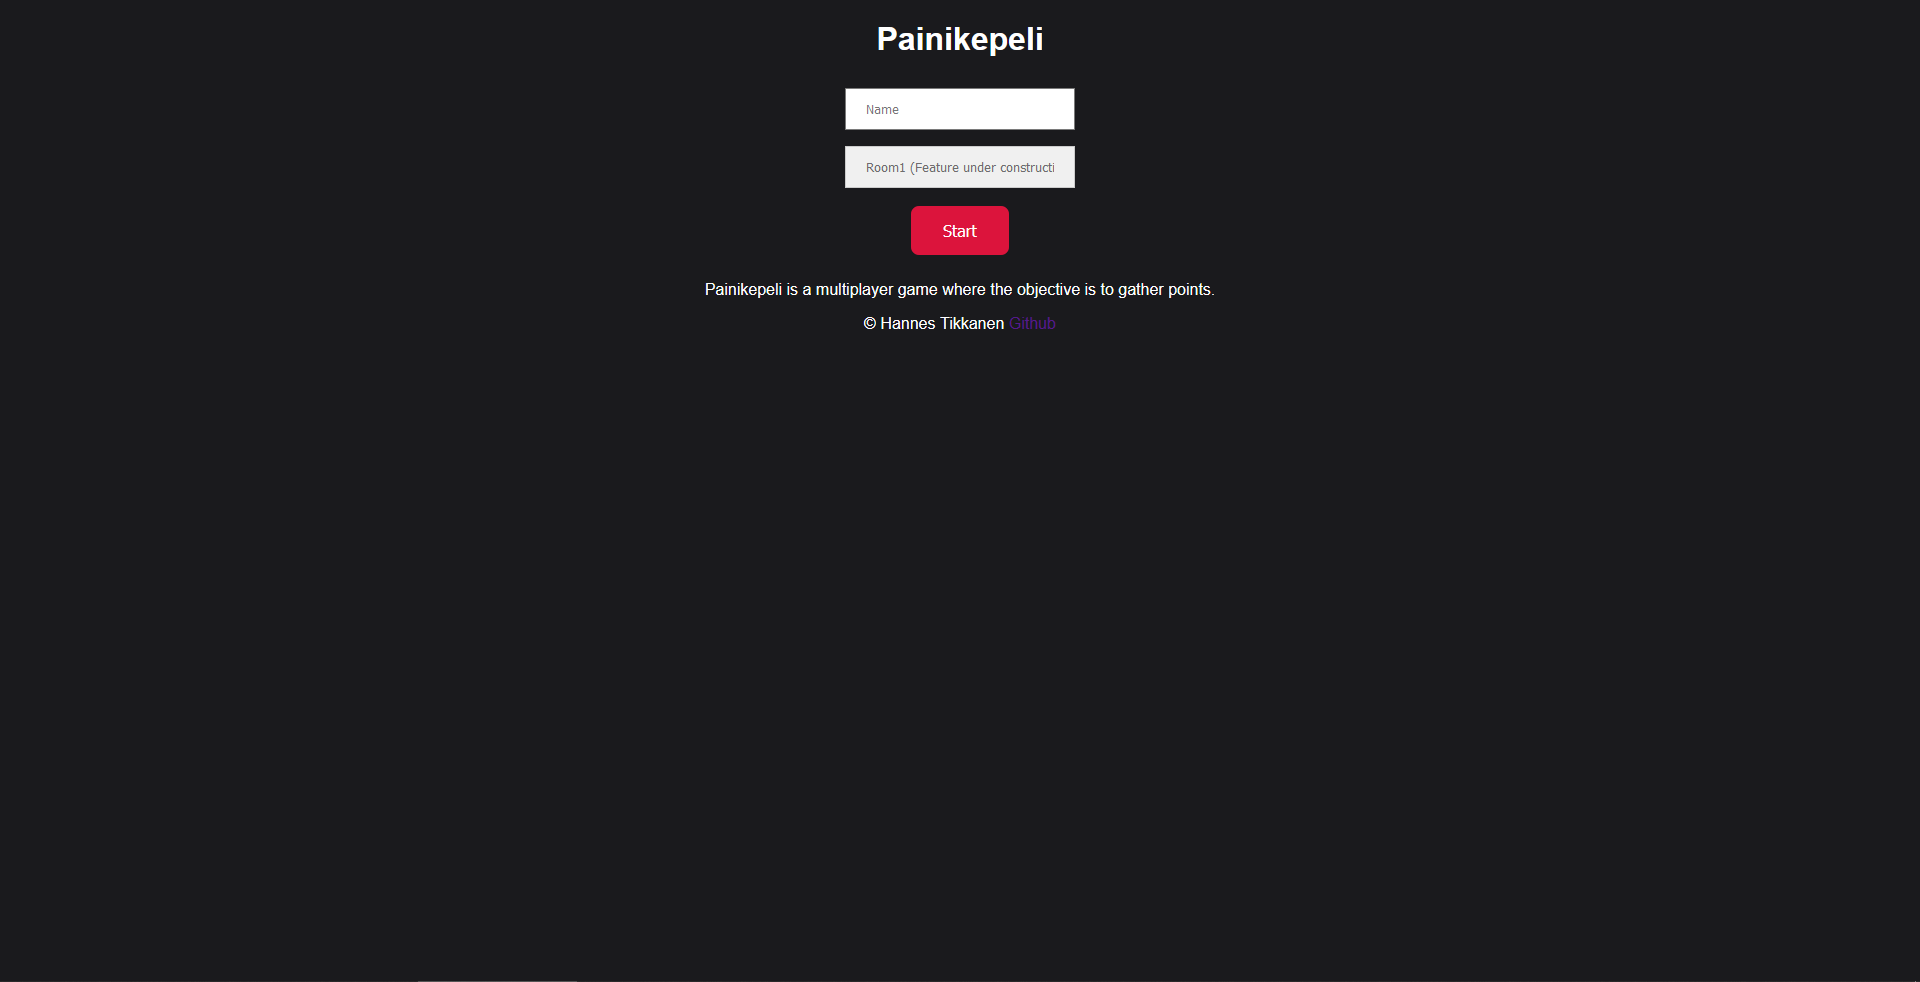 Painikepeli
Name
Room1 (Feature under constructi
Start
Painikepeli is a multiplayer game where the objective is to gather points.
© Hannes Tikkanen Github